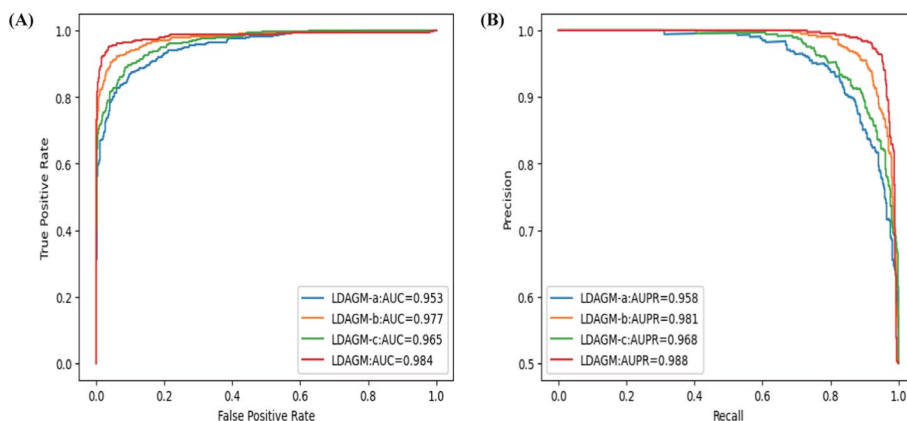 (A)
1.0
0.8
0.6
0.4
0.2
0.0
True Positive Rate
LDAGM-a:AUC=0.953
LDAGM-b:AUC=0.977
LDAGM-c:AUC=0.965
LDAGM:AUC=0.984
0.0 0.2 0.4 0.6 0.8 1.0
False Positive Rate
(B)
1.0
0.9
0.8
0.7
0.6
0.5
Precision
LDAGM-a:AUPR=0.958
LDAGM-b:AUPR=0.981
LDAGM-c:AUPR=0.968
LDAGM:AUPR=0.988
0.0 0.2 0.4 0.6 0.8 1.0
Recall